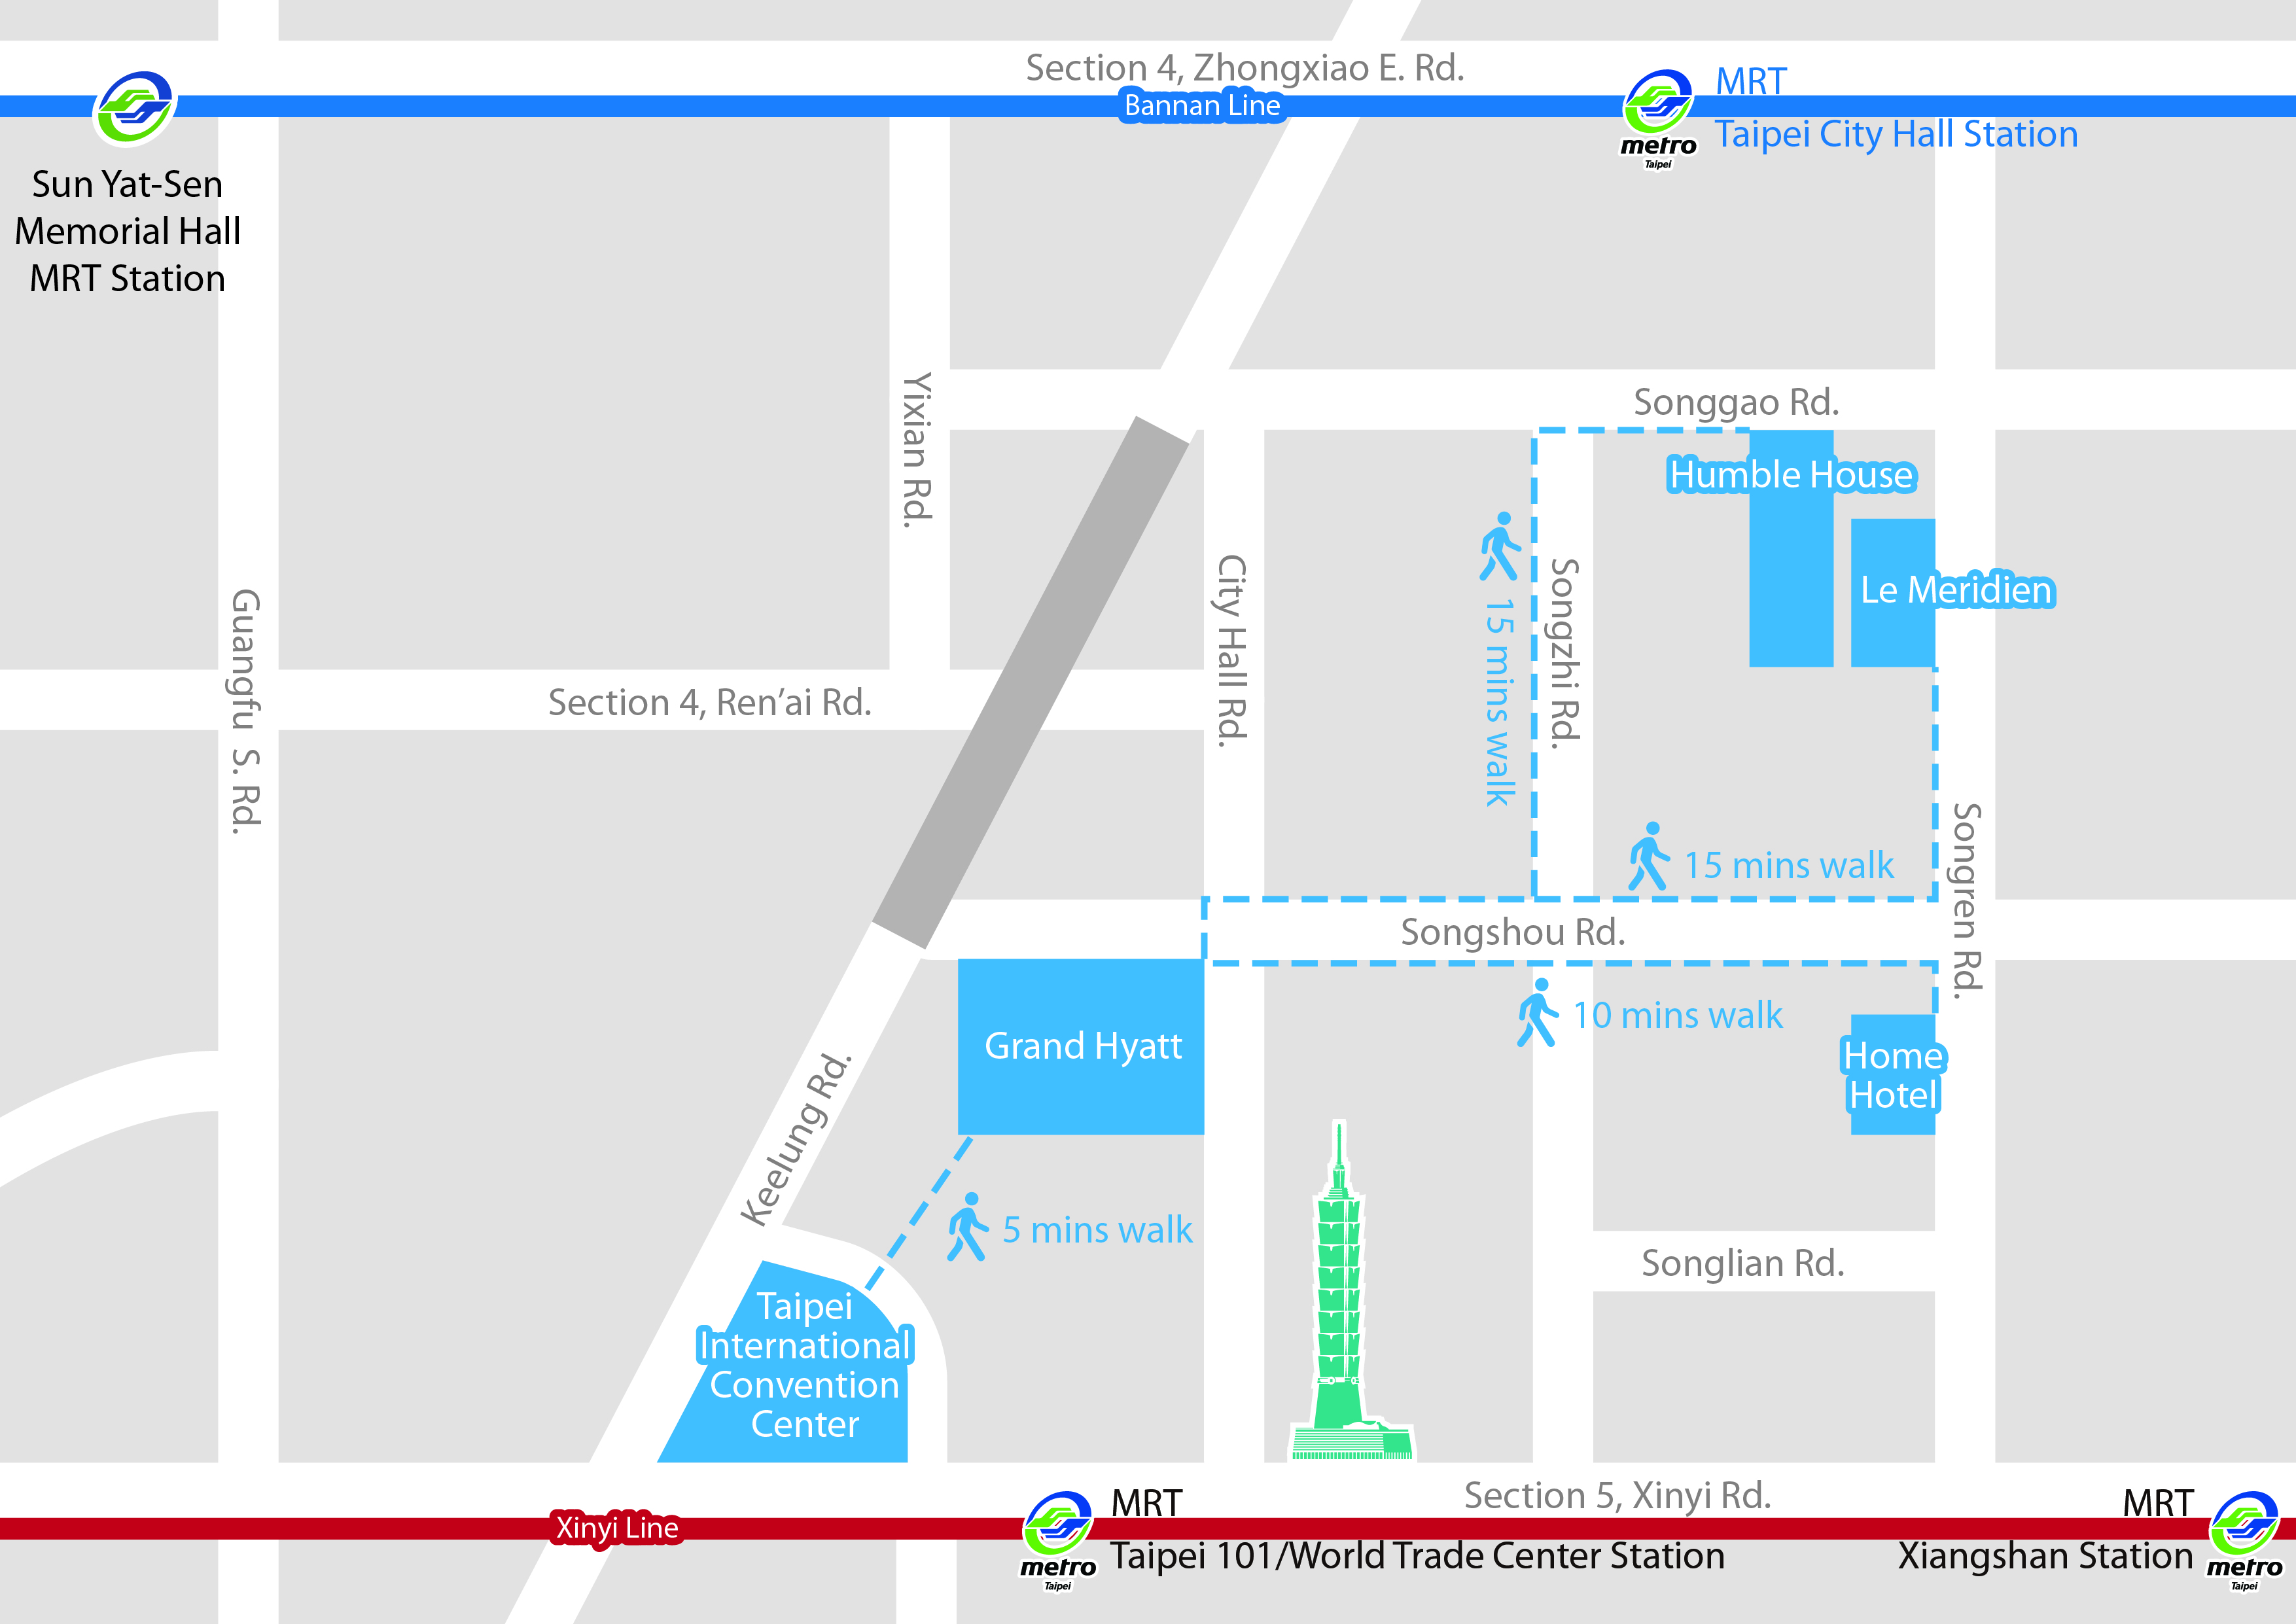 Section 4, Zhongxiao E. Rd.
Bannan Line
MRT
Taipei City Hall Station
metro
Taipei
Sun Yat-Sen
Memorial Hall
MRT Station
Yixian Rd.
Songgao Rd.
Humble House
Le Meridien
Guangfu S. Rd.
Section 4, Ren’ai Rd.
City Hall Rd.
15 mins walk
Songzhi Rd.
15 mins walk
Songren Rd.
Songshou Rd.
10 mins walk
Grand Hyatt
Home
Hotel
Keelung Rd.
5 mins walk
Songlian Rd.
Taipei
International
Convention
Center
Section 5, Xinyi Rd.
Xinyi Line
MRT
Taipei 101/World Trade Center Station
metro
Taipei
MRT
Xiangshan Station
metro
Taipei